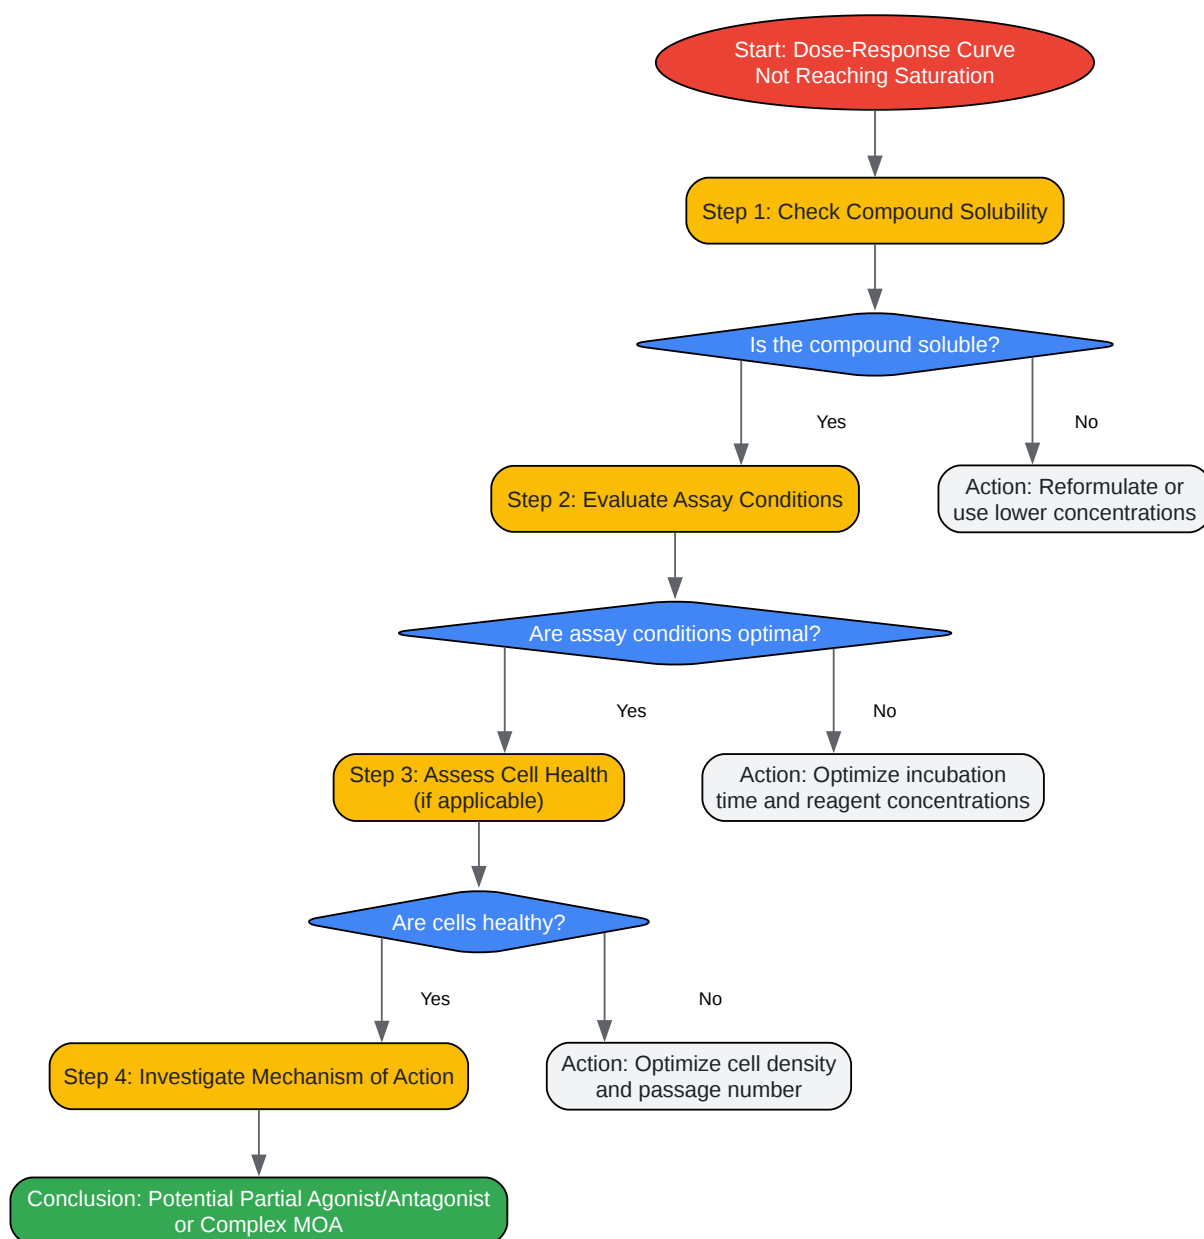 Start: Dose-Response Curve
Not Reaching Saturation
Step 1: Check Compound Solubility
Is the compound soluble?
Yes
No
Step 2: Evaluate Assay Conditions
Action: Reformulate or
use lower concentrations
Are assay conditions optimal?
Yes
No
Step 3: Assess Cell Health
(if applicable)
Action: Optimize incubation
time and reagent concentrations
Are cells healthy?
Yes
No
Step 4: Investigate Mechanism of Action
Action: Optimize cell density
and passage number
Conclusion: Potential Partial Agonist/Antagonist
or Complex MOA